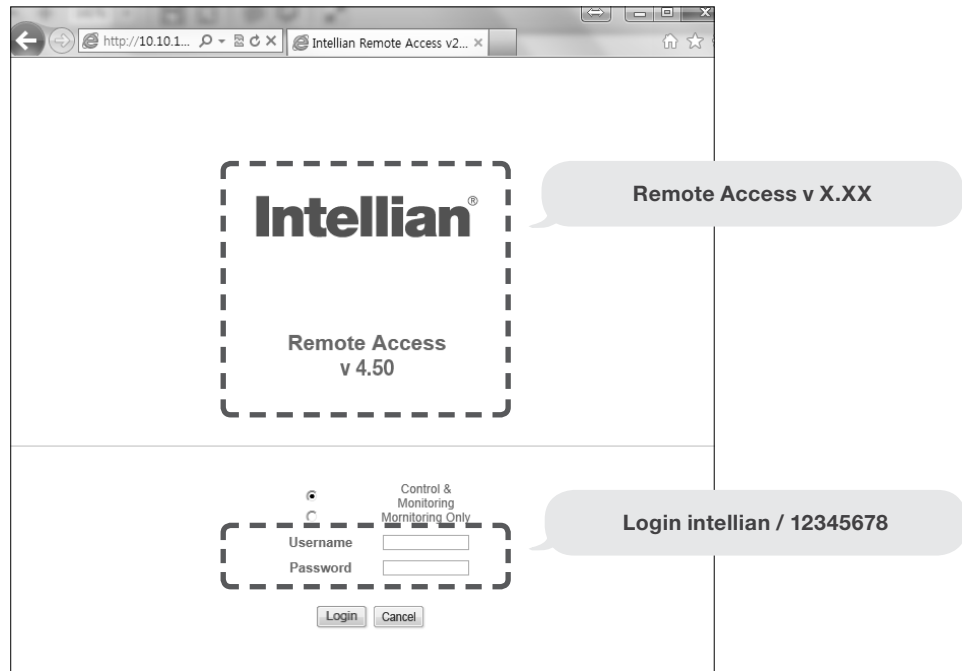 http://10.10.1...
Intellian Remote Access v2...
Intellian®
Remote Access
v 4.50
Remote Access v X.XX
Control &
Monitoring
Mornitoring Only
Username
Password
Login intellian / 12345678
Login
Cancel